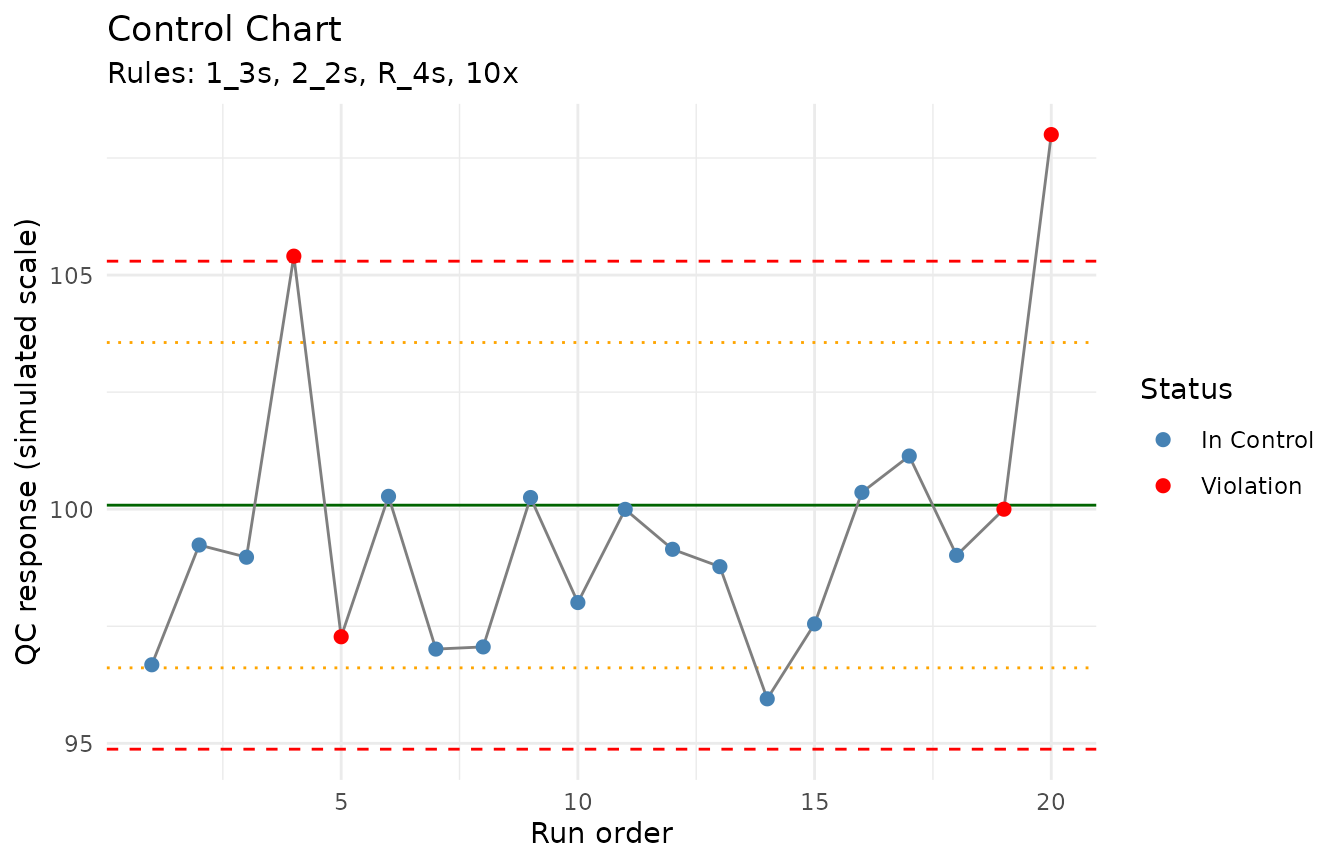 Control Chart
Rules: 1_3s, 2_2s, R_4s, 10x
QC response (simulated scale)
105
100
95
5
10
15
20
Run order
Status
In Control
Violation